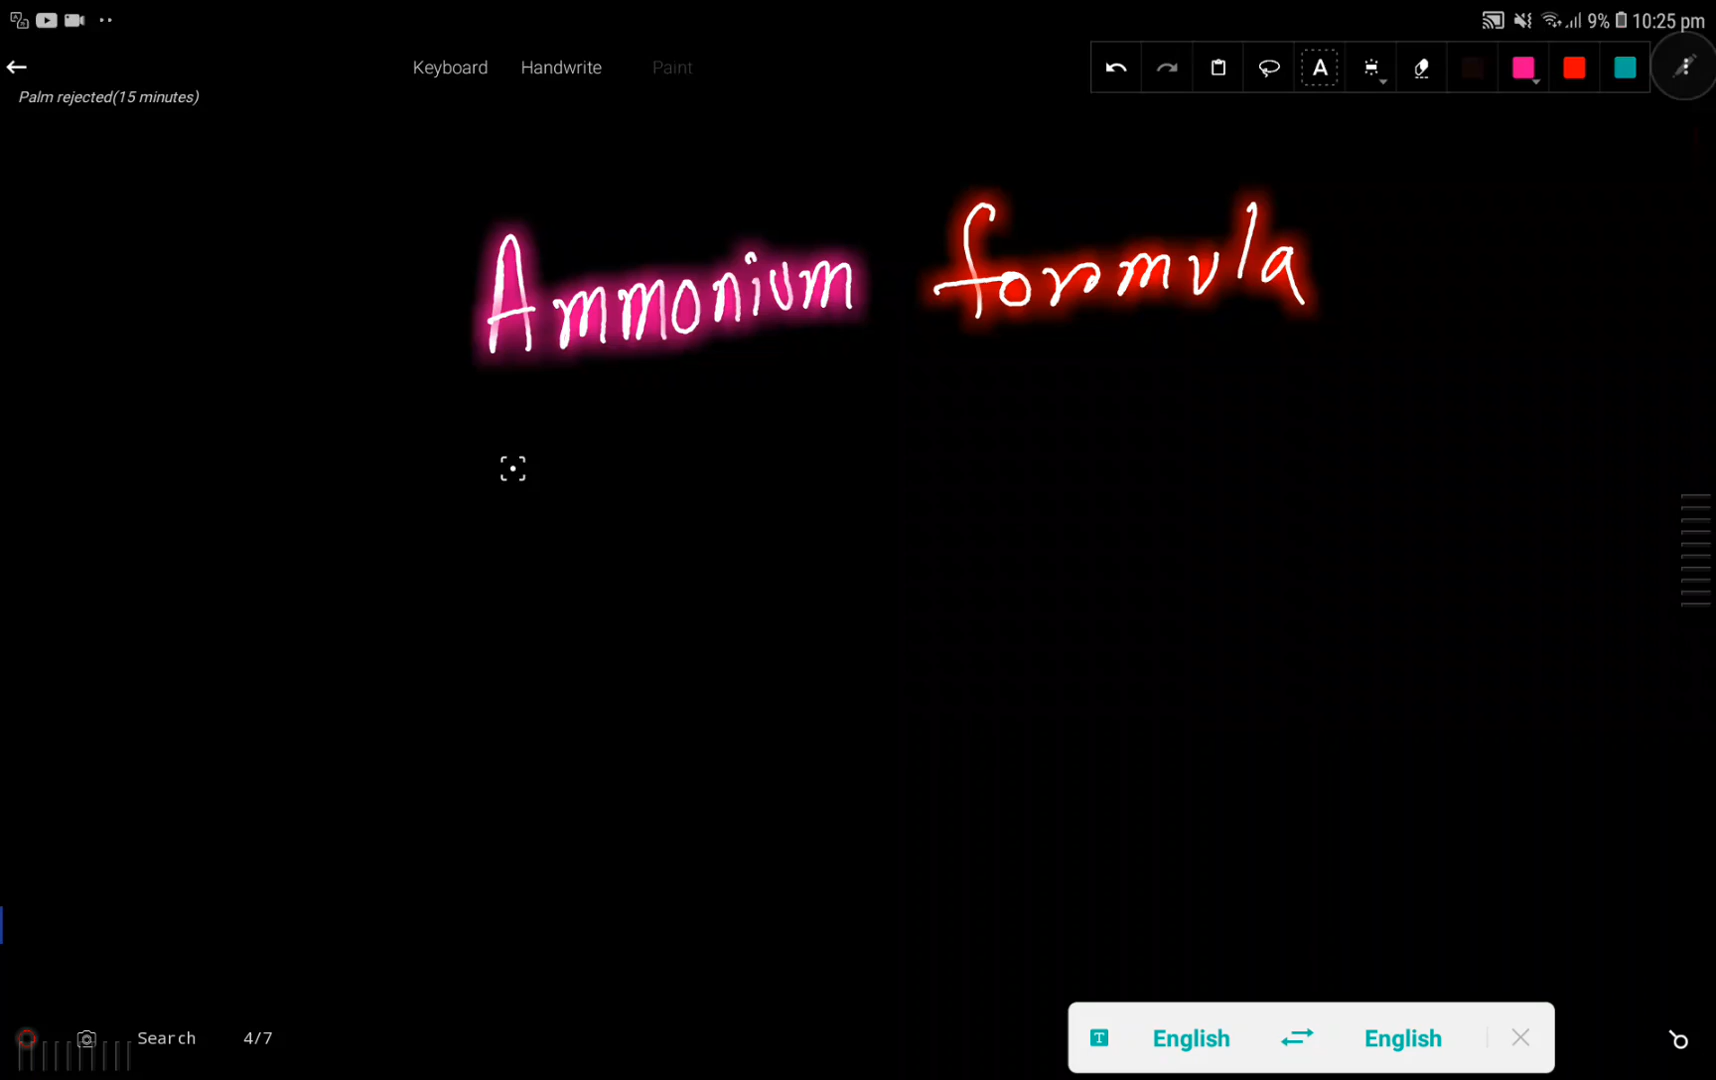 9% 10:25 pm
Keyboard Handwrite Paint
A
Palm rejected(15 minutes)
Ammonium formula
Search 4/7
T English English